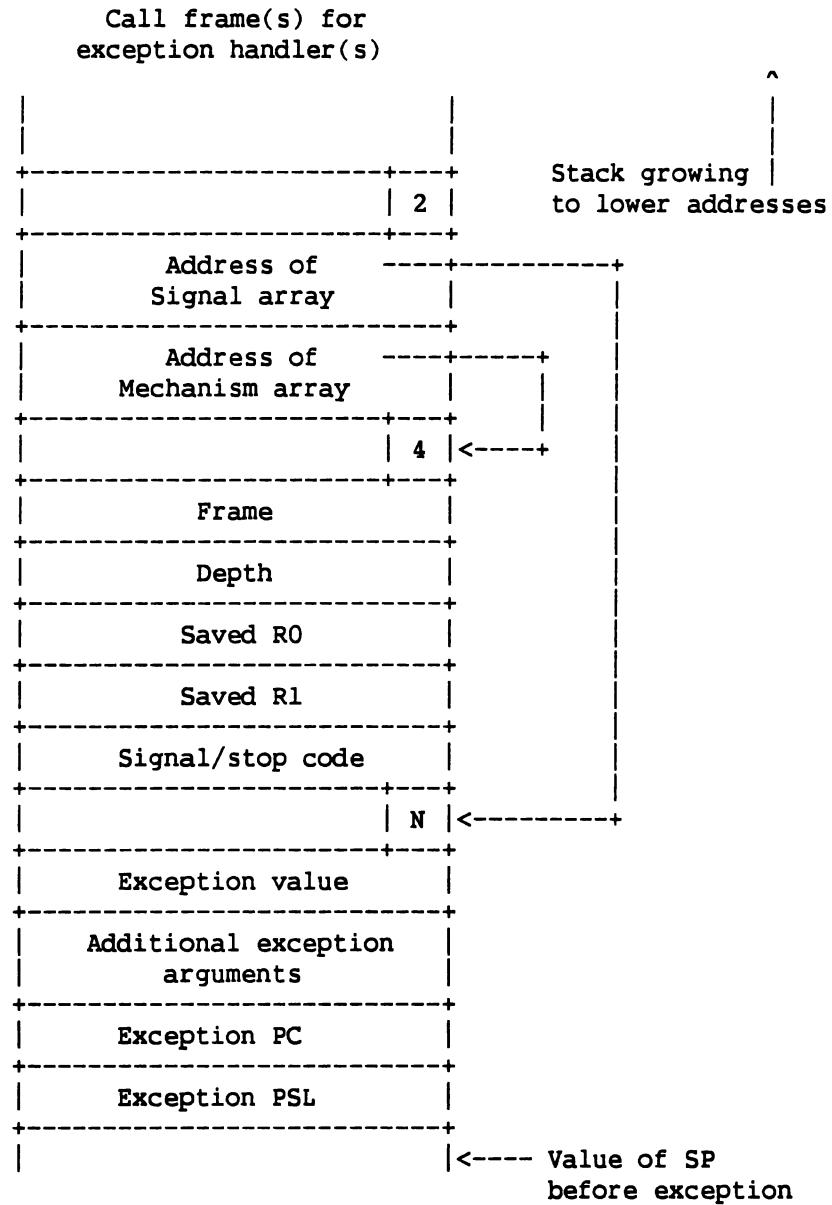 Call frame(s) for
exception handler(s)
^
Stack growing
to lower addresses
2
Address of
Signal array
Address of
Mechanism array
4
Frame
Depth
Saved R0
Saved R1
Signal/stop code
N
Exception value
Additional exception
arguments
Exception PC
Exception PSL
<---- Value of SP
before exception